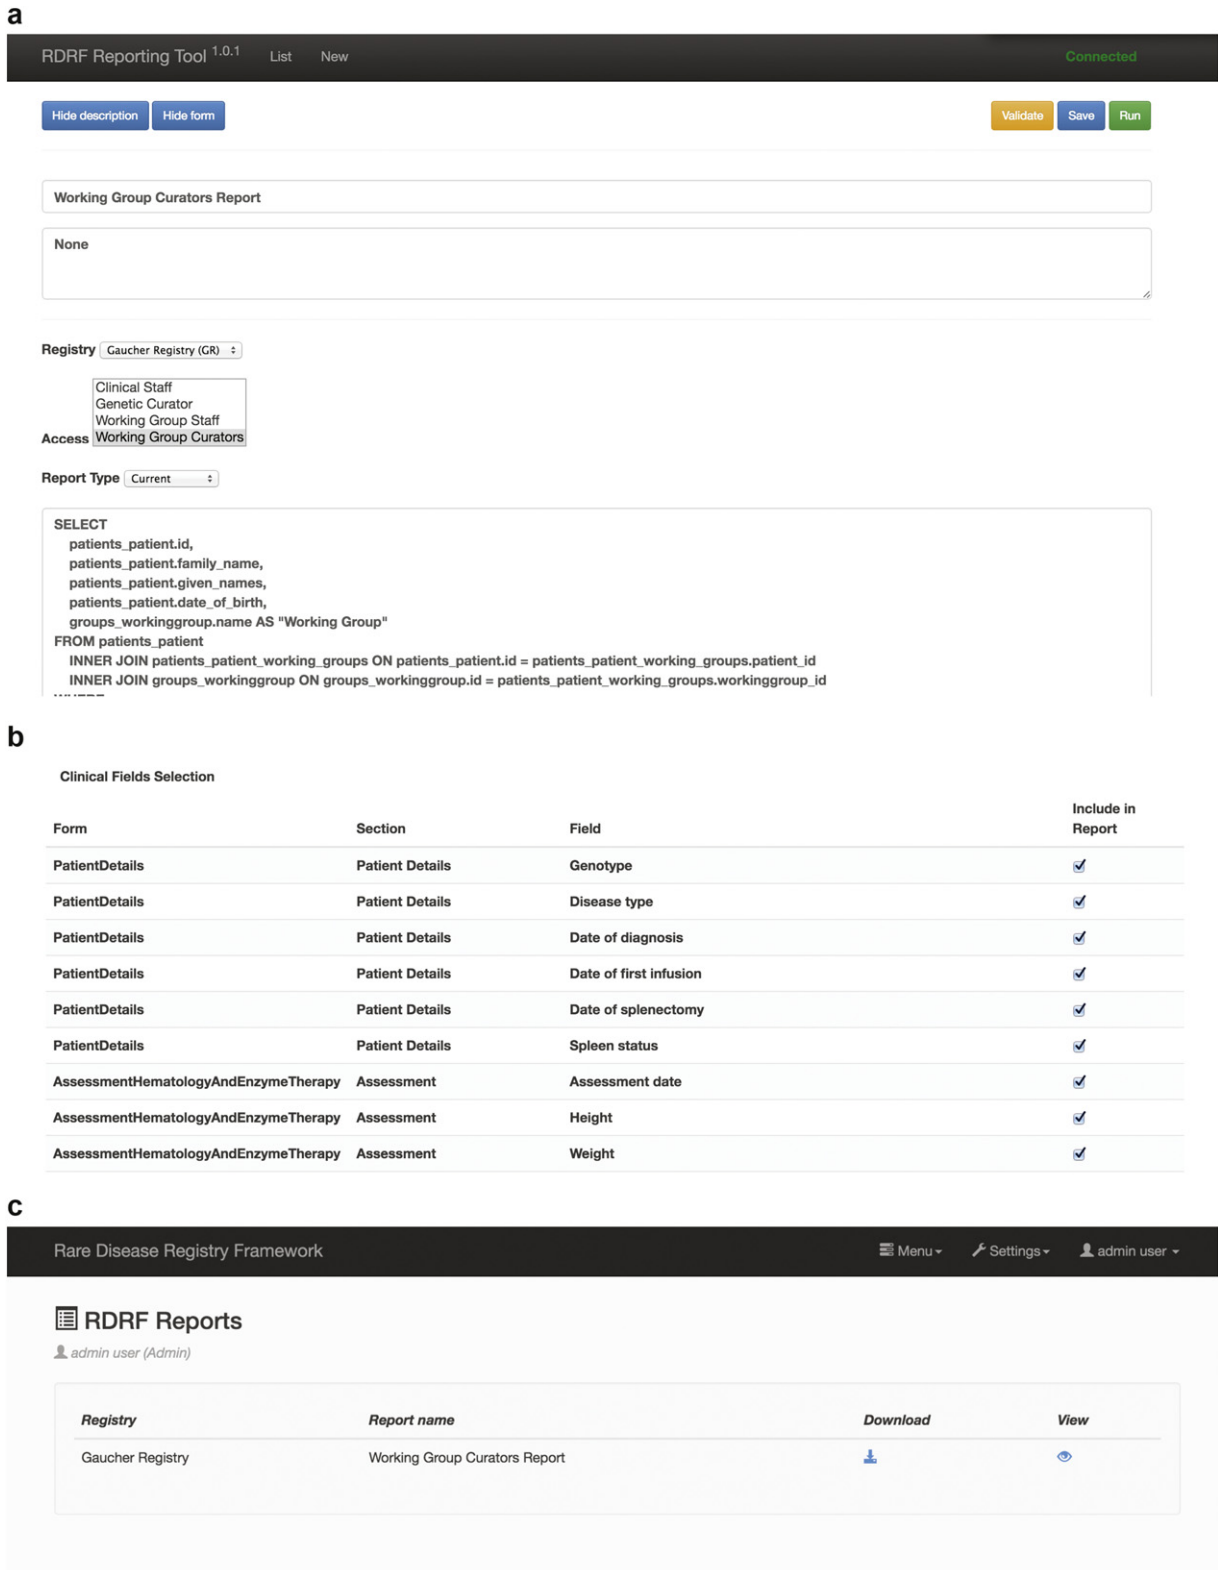 a
RDRF Reporting Tool 1.0.1 List New Connected
Hide description Hide form Validate Save Run
Working Group Curators Report
None
Registry Gaucher Registry (GR)
Clinical Staff
Genetic Curator
Working Group Staff
Access Working Group Curators
Report Type Current
SELECT
patients_patient.id,
patients_patient.family_name,
patients_patient.given_names,
patients_patient.date_of_birth,
groups_workinggroup.name AS "Working Group"
FROM patients_patient
INNER JOIN patients_patient_working_groups ON patients_patient.id = patients_patient_working_groups.patient_id
INNER JOIN groups_workinggroup ON groups_workinggroup.id = patients_patient_working_groups.workinggroup_id
WHERE
b
Clinical Fields Selection
Form Section Field Include in Report
PatientDetails Patient Details Genotype
PatientDetails Patient Details Disease type
PatientDetails Patient Details Date of diagnosis
PatientDetails Patient Details Date of first infusion
PatientDetails Patient Details Date of splenectomy
PatientDetails Patient Details Spleen status
AssessmentHematologyAndEnzymeTherapy Assessment Assessment date
AssessmentHematologyAndEnzymeTherapy Assessment Height
AssessmentHematologyAndEnzymeTherapy Assessment Weight
c
Rare Disease Registry Framework Menu Settings admin user
RDRF Reports
admin user (Admin)
Registry Report name Download View
Gaucher Registry Working Group Curators Report